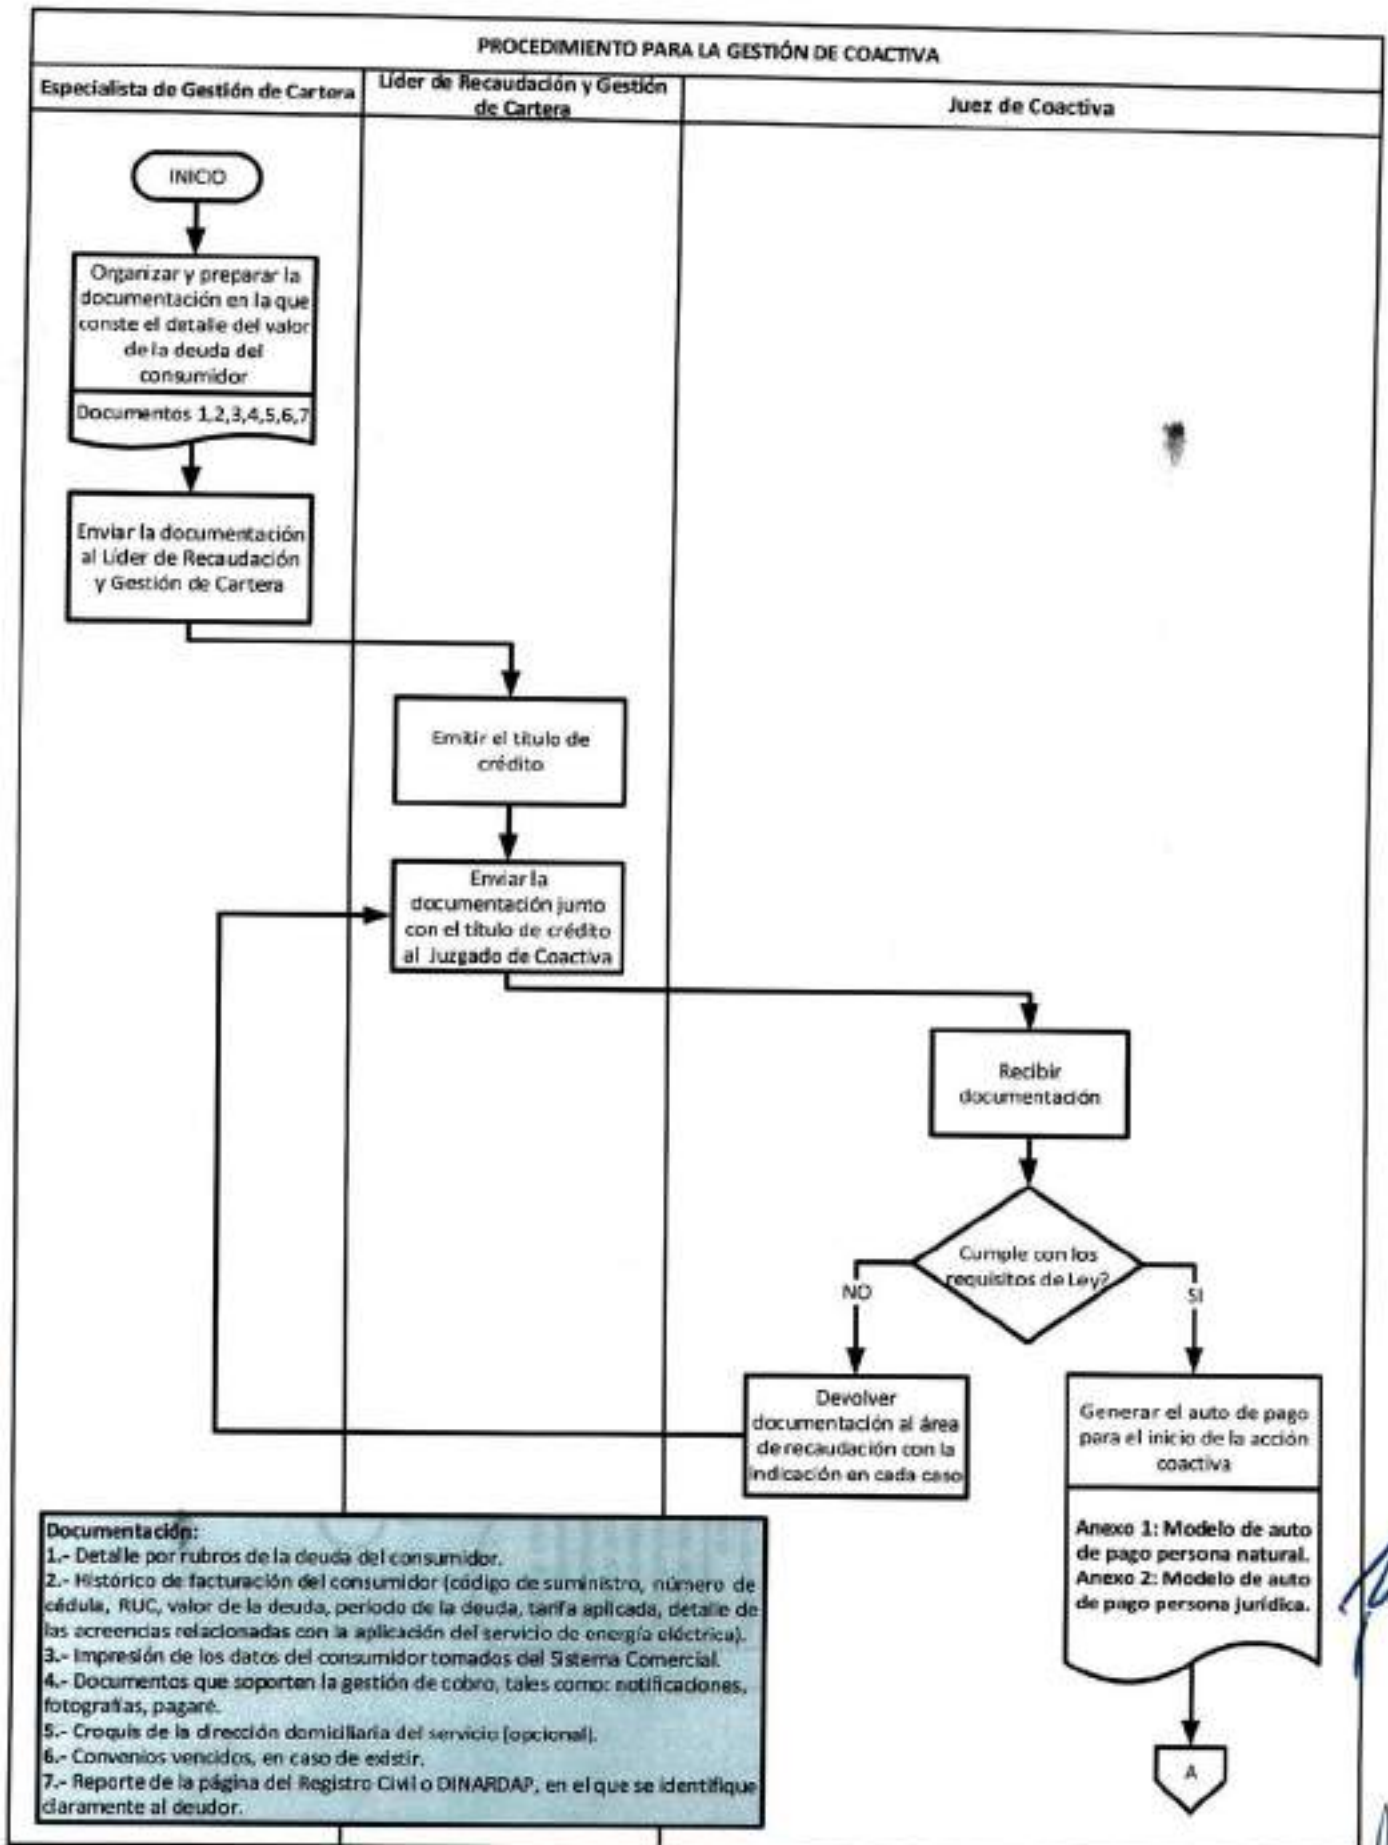 PROCEDIMIENTO PARA LA GESTIÓN DE COACTIVA
Especialista de Gestión de Cartera
Líder de Recaudación y Gestión
de Cartera
Juez de Coactiva
INICIO
Organizar y preparar la
documentación en la que
conste el detalle del valor
de la deuda del
consumidor
Documentos 1,2,3,4,5,6,7
Enviar la documentación
al Líder de Recaudación
y Gestión de Cartera
Emitir el título de
crédito
Enviar la
documentación junto
con el título de crédito
al Juzgado de Coactiva
Recibir
documentación
Cumple con los
requisitos de Ley?
NO
SI
Devolver
documentación al área
de recaudación con la
indicación en cada caso
Generar el auto de pago
para el inicio de la acción
coactiva
Anexo 1: Modelo de auto
de pago persona natural.
Anexo 2: Modelo de auto
de pago persona jurídica.
A
Documentación:
1.- Detalle por rubros de la deuda del consumidor.
2.- Histórico de facturación del consumidor (código de suministro, número de
cédula, RUC, valor de la deuda, periodo de la deuda, tarifa aplicada, detalle de
las acreencias relacionadas con la aplicación del servicio de energía eléctrica).
3.- Impresión de los datos del consumidor tomados del Sistema Comercial.
4.- Documentos que soporten la gestión de cobro, tales como: notificaciones,
fotografías, pagaré.
5.- Croquis de la dirección domiciliaria del servicio (opcional).
6.- Convenios vencidos, en caso de existir.
7.- Reporte de la página del Registro Civil o DINARDAP, en el que se identifique
claramente al deudor.